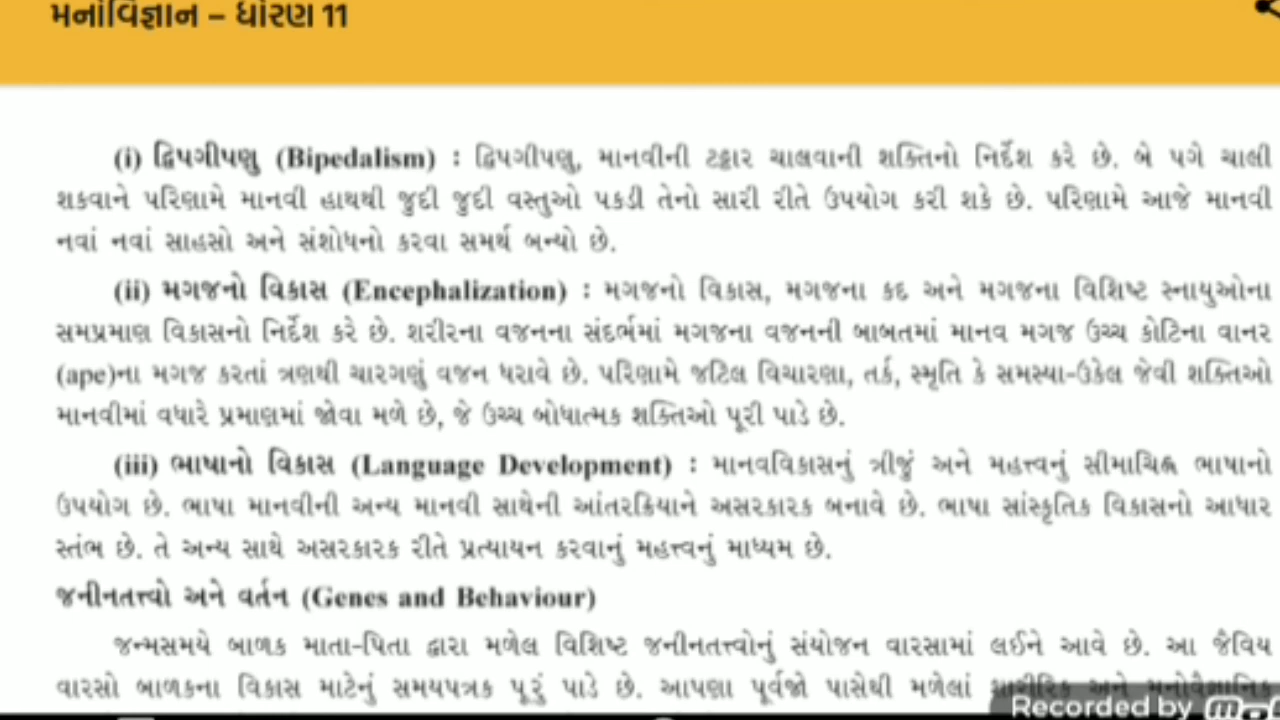 મનોવિજ્ઞાન – ધોરણ 11
(i) દ્વિપગીપણુ (Bipedalism) : દ્વિપગીપણુ, માનવીની ટટ્ટાર ચાલવાની શક્તિનો નિર્દેશ કરે છે. બે પગે ચાલી
શકવાને પરિણામે માનવી હાથથી જુદી જુદી વસ્તુઓ પકડી તેનો સારી રીતે ઉપયોગ કરી શકે છે. પરિણામે આજે માનવી
નવાં નવાં સાહસો અને સંશોધનો કરવા સમર્થ બન્યો છે.
(ii) મગજનો વિકાસ (Encephalization) : મગજનો વિકાસ, મગજના કદ અને મગજના વિશિષ્ટ સ્નાયુઓના
સમપ્રમાણ વિકાસનો નિર્દેશ કરે છે. શરીરના વજનના સંદર્ભમાં મગજના વજનની બાબતમાં માનવ મગજ ઉચ્ચ કોટિના વાનર
(ape)ના મગજ કરતાં ત્રણથી ચારગણું વજન ધરાવે છે. પરિણામે જટિલ વિચારણા, તર્ક, સ્મૃતિ કે સમસ્યા-ઉકેલ જેવી શક્તિઓ
માનવીમાં વધારે પ્રમાણમાં જોવા મળે છે, જે ઉચ્ચ બોધાત્મક શક્તિઓ પૂરી પાડે છે.
(iii) ભાષાનો વિકાસ (Language Development) : માનવવિકાસનું ત્રીજું અને મહત્ત્વનું સીમાચિહ્ન ભાષાનો
ઉપયોગ છે. ભાષા માનવીની અન્ય માનવી સાથેની આંતરક્રિયાને અસરકારક બનાવે છે. ભાષા સાંસ્કૃતિક વિકાસનો આધાર
સ્તંભ છે. તે અન્ય સાથે અસરકારક રીતે પ્રત્યાયન કરવાનું મહત્ત્વનું માધ્યમ છે.
જનીનતત્ત્વો અને વર્તન (Genes and Behaviour)
જન્મસમયે બાળક માતા-પિતા દ્વારા મળેલ વિશિષ્ટ જનીનતત્ત્વોનું સંયોજન વારસામાં લઈને આવે છે. આ જૈવિય
વારસો બાળકના વિકાસ માટેનું સમયપત્રક પૂરું પાડે છે. આપણા પૂર્વજો પાસેથી મળેલાં શારીરિક અને મનોવૈજ્ઞાનિક
Recorded by